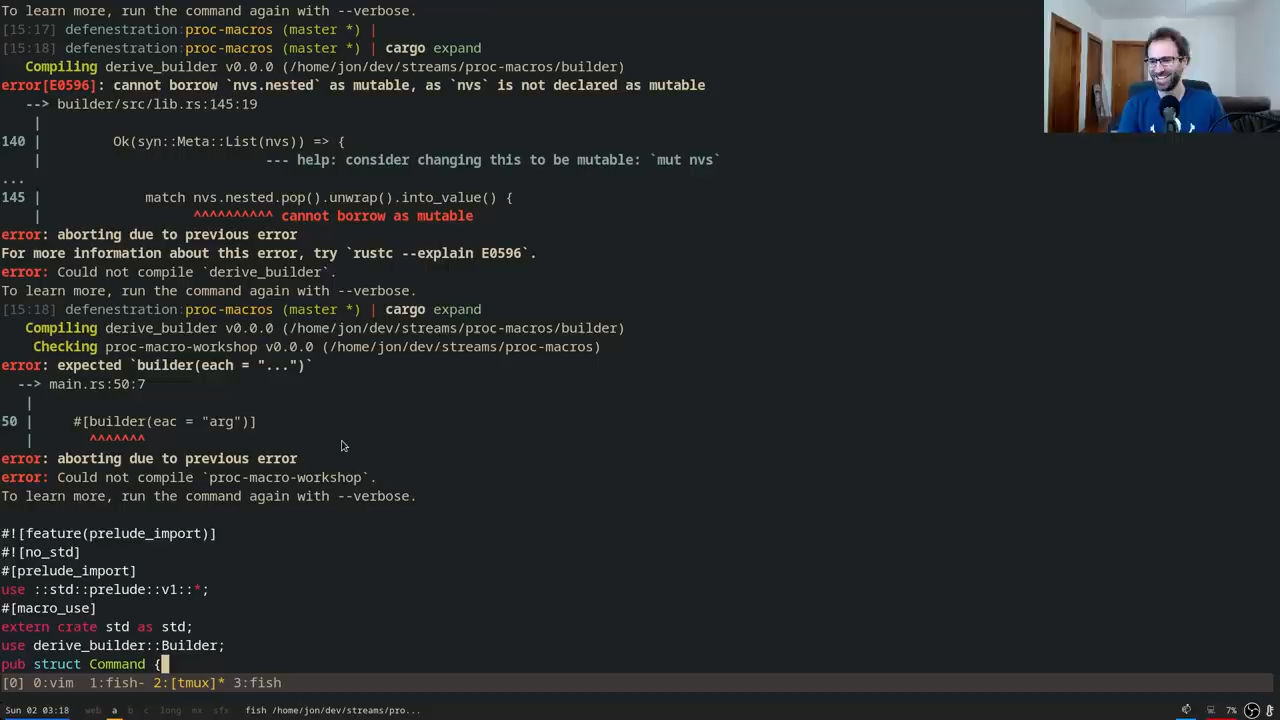 To learn more, run the command again with --verbose.
[15:17] defenestration:proc-macros (master *) |
[15:18] defenestration:proc-macros (master *) | cargo expand
   Compiling derive_builder v0.0.0 (/home/jon/dev/streams/proc-macros/builder)
error[E0596]: cannot borrow `nvs.nested` as mutable, as `nvs` is not declared as mutable
  --> builder/src/lib.rs:145:19
    |
140 |         Ok(syn::Meta::List(nvs)) => {
    |                            --- help: consider changing this to be mutable: `mut nvs`
...
145 |             match nvs.nested.pop().unwrap().into_value() {
    |                   ^^^^^^^^^^ cannot borrow as mutable
error: aborting due to previous error
For more information about this error, try `rustc --explain E0596`.
error: Could not compile `derive_builder`.
To learn more, run the command again with --verbose.
[15:18] defenestration:proc-macros (master *) | cargo expand
   Compiling derive_builder v0.0.0 (/home/jon/dev/streams/proc-macros/builder)
    Checking proc-macro-workshop v0.0.0 (/home/jon/dev/streams/proc-macros)
error: expected `builder(each = "...")`
  --> main.rs:50:7
   |
50 |     #[builder(eac = "arg")]
   |       ^^^^^^^
error: aborting due to previous error
error: Could not compile `proc-macro-workshop`.
To learn more, run the command again with --verbose.
#![feature(prelude_import)]
#![no_std]
#[prelude_import]
use ::std::prelude::v1::*;
#[macro_use]
extern crate std as std;
use derive_builder::Builder;
pub struct Command {
[0] 0:vim  1:fish- 2:[tmux]* 3:fish
Sun 02 03:18 web a b c long mx sfx fish /home/jon/dev/streams/pro... 7%